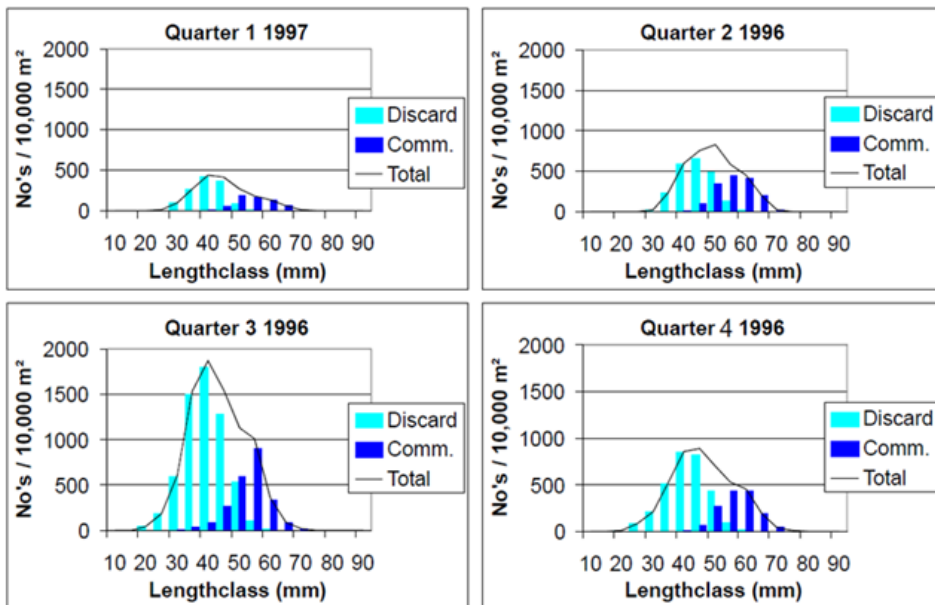 Quarter 1 1997
No's / 10,000 m²
2000
1500
1000
500
0
10 20 30 40 50 60 70 80 90
Lengthclass (mm)
Discard
Comm.
Total
Quarter 2 1996
No's / 10,000 m²
2000
1500
1000
500
0
10 20 30 40 50 60 70 80 90
Lengthclass (mm)
Discard
Comm.
Total
Quarter 3 1996
No's / 10,000 m²
2000
1500
1000
500
0
10 20 30 40 50 60 70 80 90
Lengthclass (mm)
Discard
Comm.
Total
Quarter 4 1996
No's / 10,000 m²
2000
1500
1000
500
0
10 20 30 40 50 60 70 80 90
Lengthclass (mm)
Discard
Comm.
Total